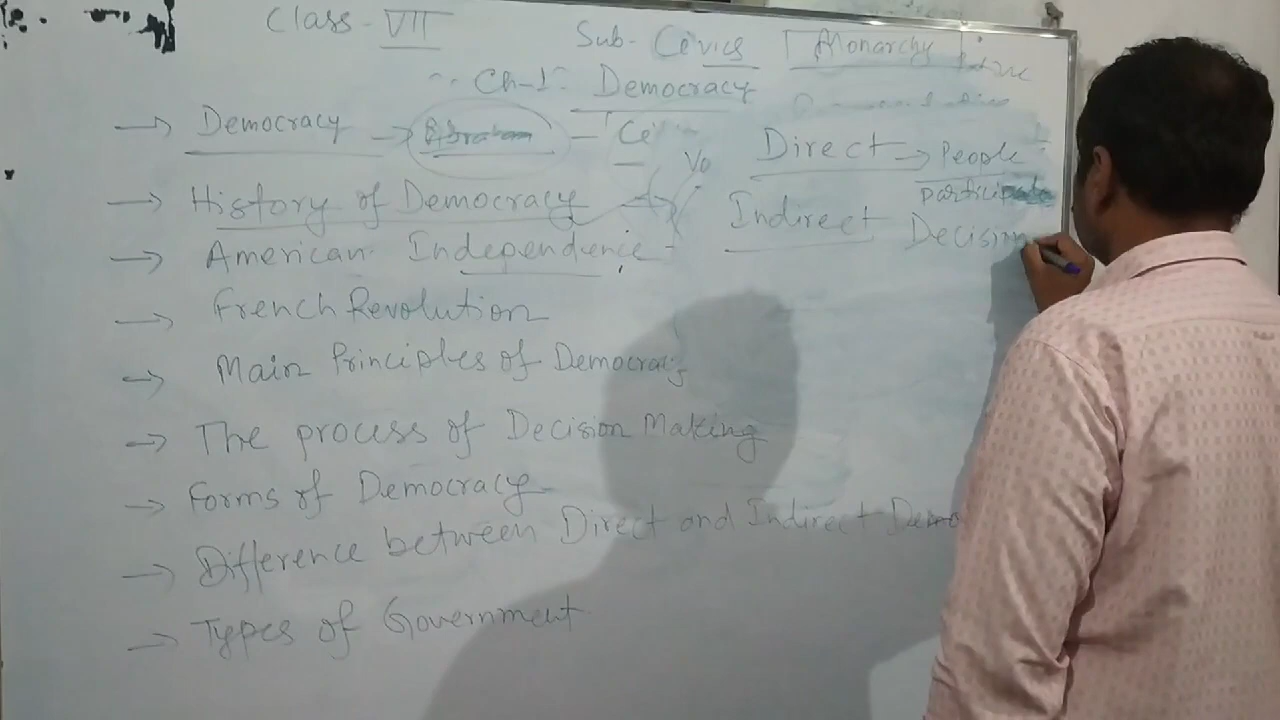 Class - VII
Sub- Civics Monarchy
Ch-1 Democracy
→ Democracy → Abraham -
Direct → People
participate
→ History of Democracy → Vo
Indirect Decision
→ American Independence -
→ French Revolution
→ Main Principles of Democracy
→ The process of Decision Making
→ Forms of Democracy
→ Difference between Direct and Indirect Demo
→ Types of Government